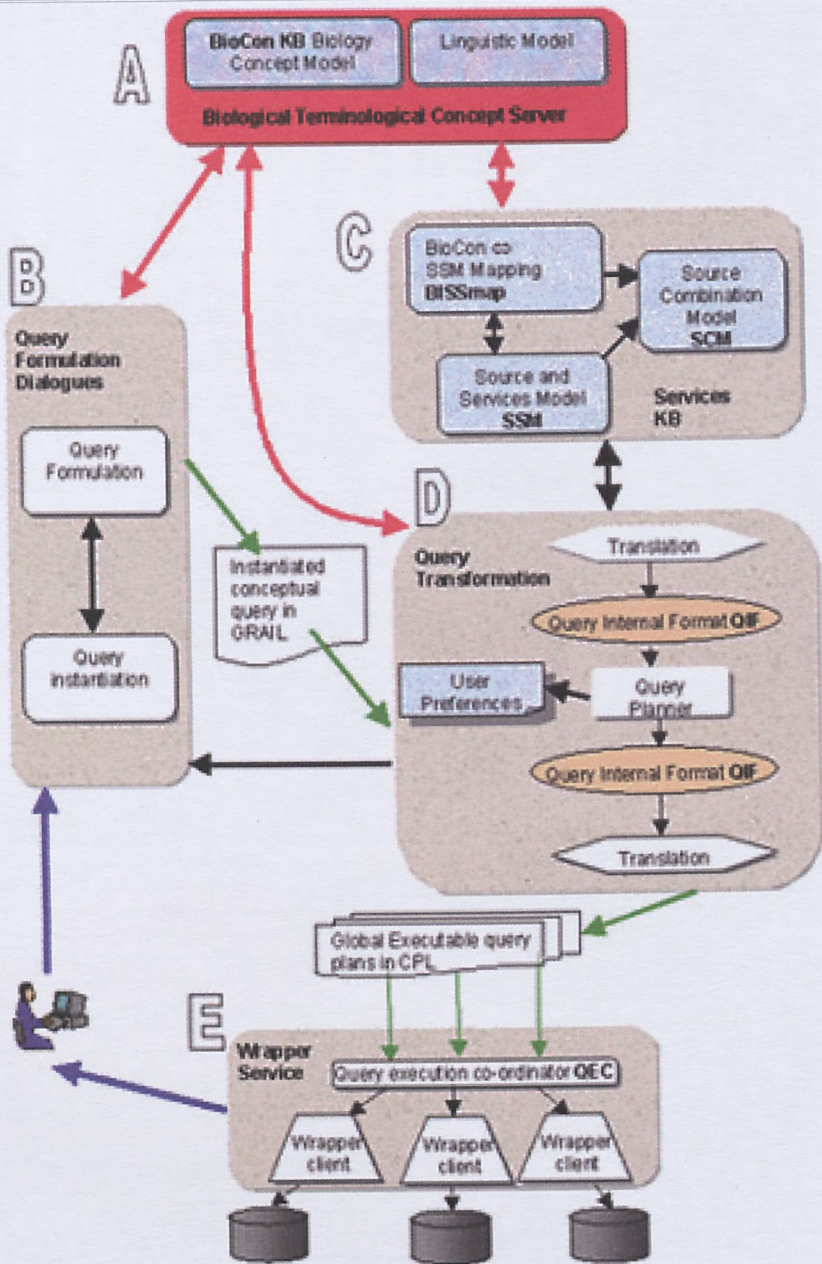 A
BioCon KB Biology
Concept Model
Linguistic Model
Biological Terminological Concept Server
B
Query
Formulation
Dialogues
Query
Formulation
Query
instantiation
C
BioCon ⇔
SSM Mapping
BISSmap
Source
Combination
Model
SCM
Source and
Services Model
SSM
Services
KB
Instantiated
conceptual
query in
GRAIL
D
Query
Transformation
Translation
Query Internal Format QIF
User
Preferences
Query
Planner
Query Internal Format QIF
Translation
Global Executable query
plans in CPL
E
Wrapper
Service
Query execution co-ordinator QEC
Wrapper
client
Wrapper
client
Wrapper
client